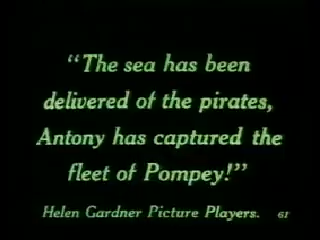 "The sea has been
delivered of the pirates,
Antony has captured the
fleet of Pompey!"
Helen Gardner Picture Players. 61